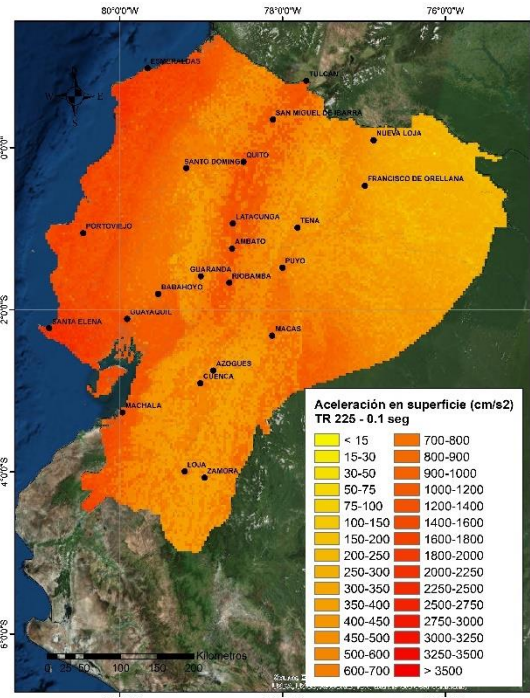 80°0'0"W 78°0'0"W 76°0'0"W
ESMERALDAS
TULCAN
W E
S
SAN MIGUEL DE IBARRA
NUEVA LOJA
0°0'0"
QUITO
SANTO DOMINGO
FRANCISCO DE ORELLANA
LATACUNGA
TENA
PORTOVIEJO
AMBATO
PUYO
GUARANDA
RIOBAMBA
BABAHOYO
2°0'0"S
GUAYAQUIL
SANTA ELENA
MACAS
AZOGUES
CUENCA
MACHALA
4°0'0"S
LOJA
ZAMORA
6°0'0"S
Kilometros
0 25 50 100 150 200
Aceleración en superficie (cm/s2)
TR 225 - 0.1 seg
< 15 700-800
15-30 800-900
30-50 900-1000
50-75 1000-1200
75-100 1200-1400
100-150 1400-1600
150-200 1600-1800
200-250 1800-2000
250-300 2000-2250
300-350 2250-2500
350-400 2500-2750
400-450 2750-3000
450-500 3000-3250
500-600 3250-3500
600-700 > 3500